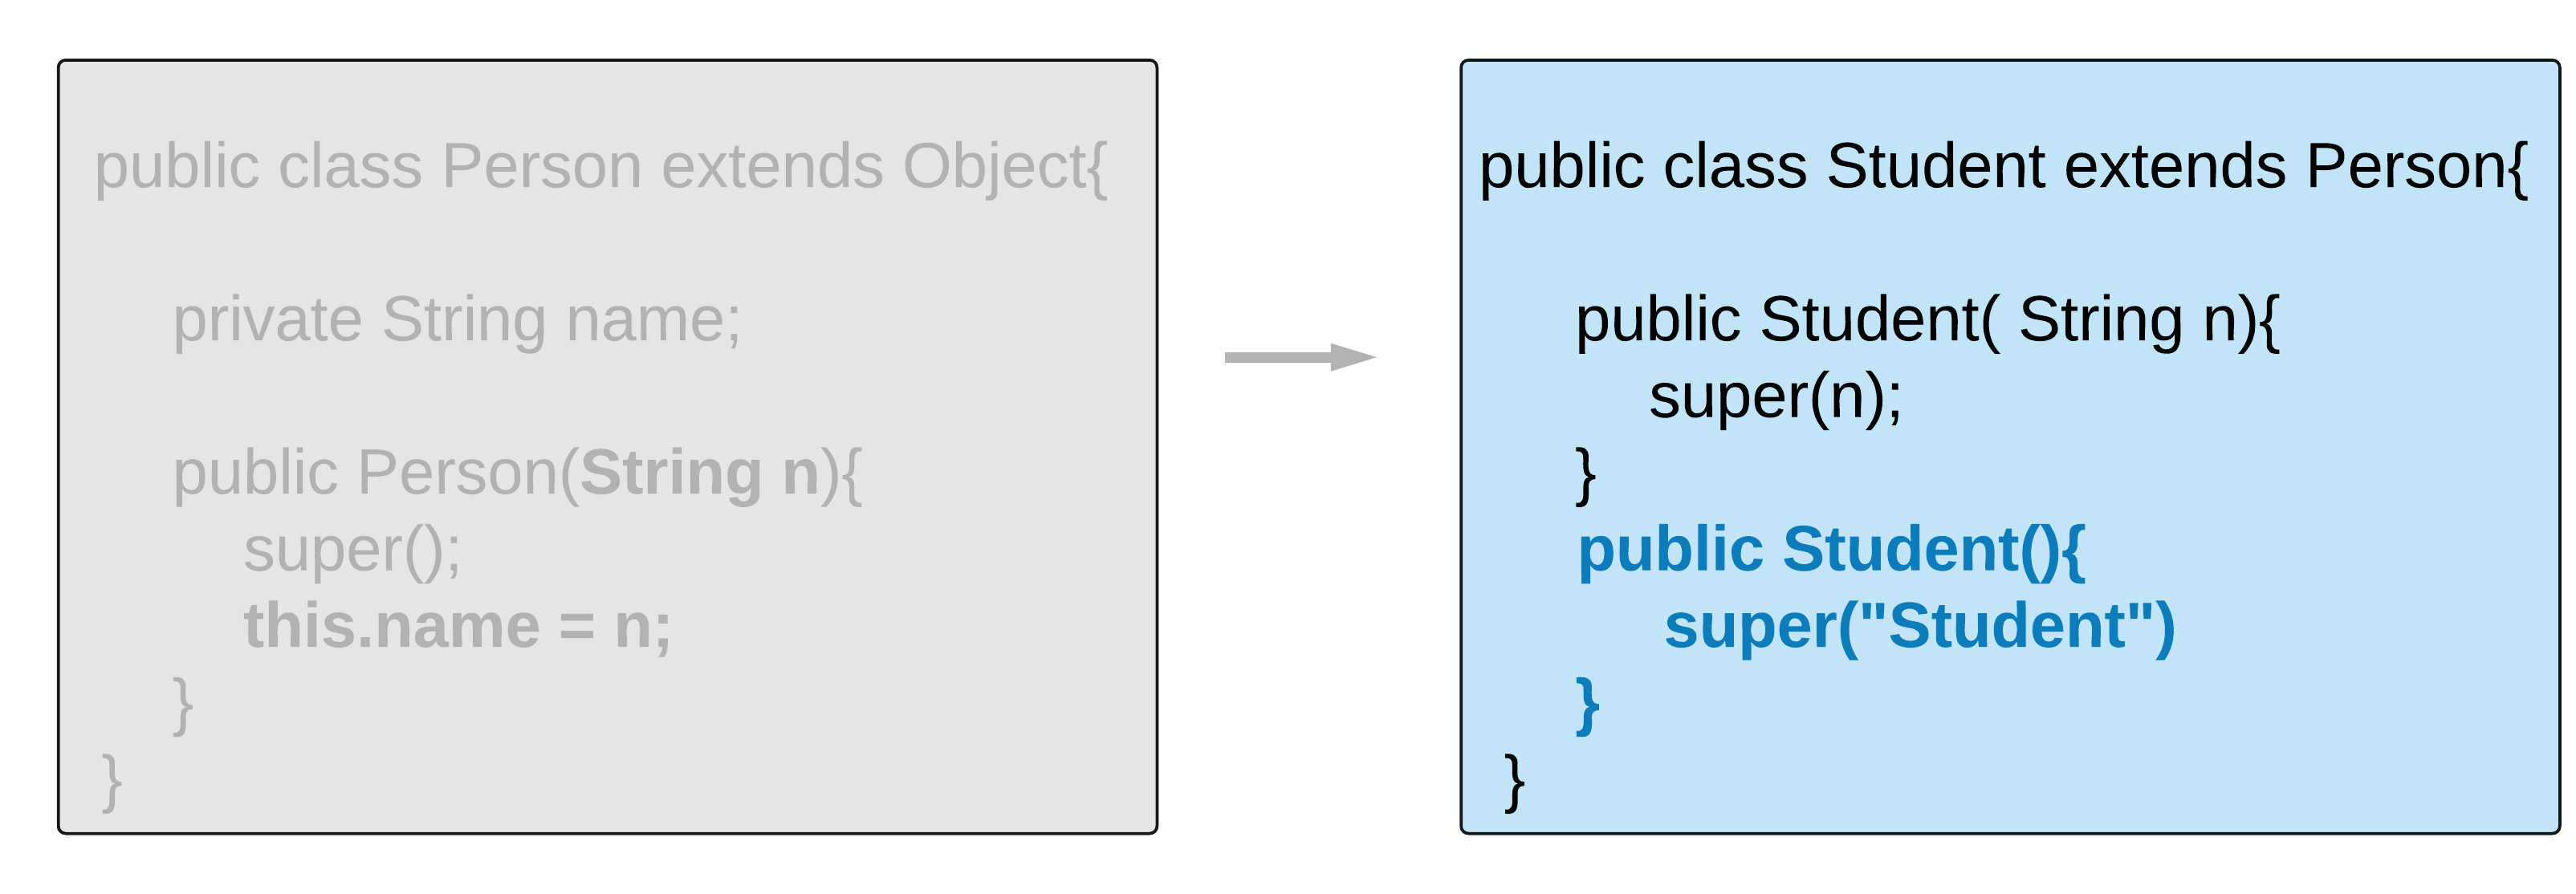 public class Person extends Object{
private String name;
public Person(String n){
super();
this.name = n;
}
}
public class Student extends Person{
public Student( String n){
super(n);
}
public Student(){
super("Student")
}
}